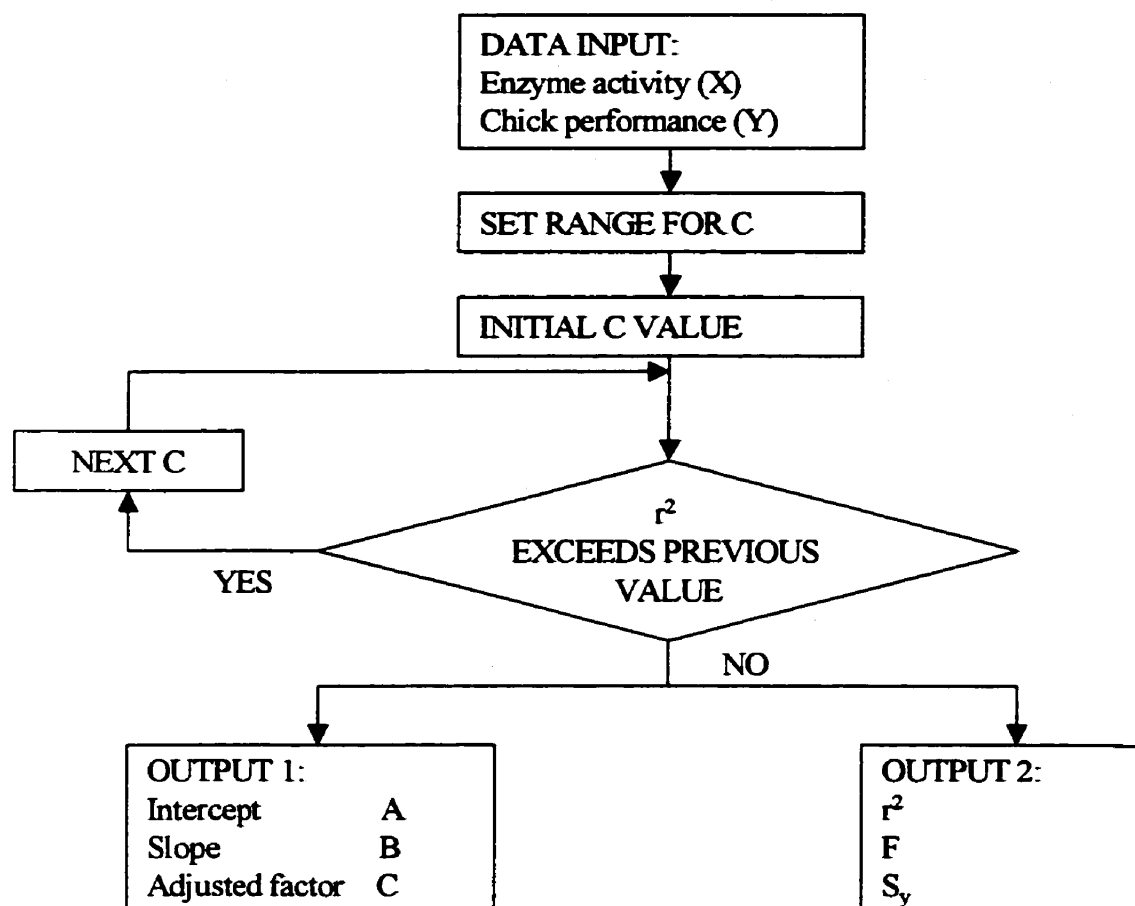 DATA INPUT:
Enzyme activity (X)
Chick performance (Y)
SET RANGE FOR C
INITIAL C VALUE
NEXT C
r²
EXCEEDS PREVIOUS
VALUE
YES
NO
OUTPUT 1:
Intercept A
Slope B
Adjusted factor C
OUTPUT 2:
r²
F
Sy